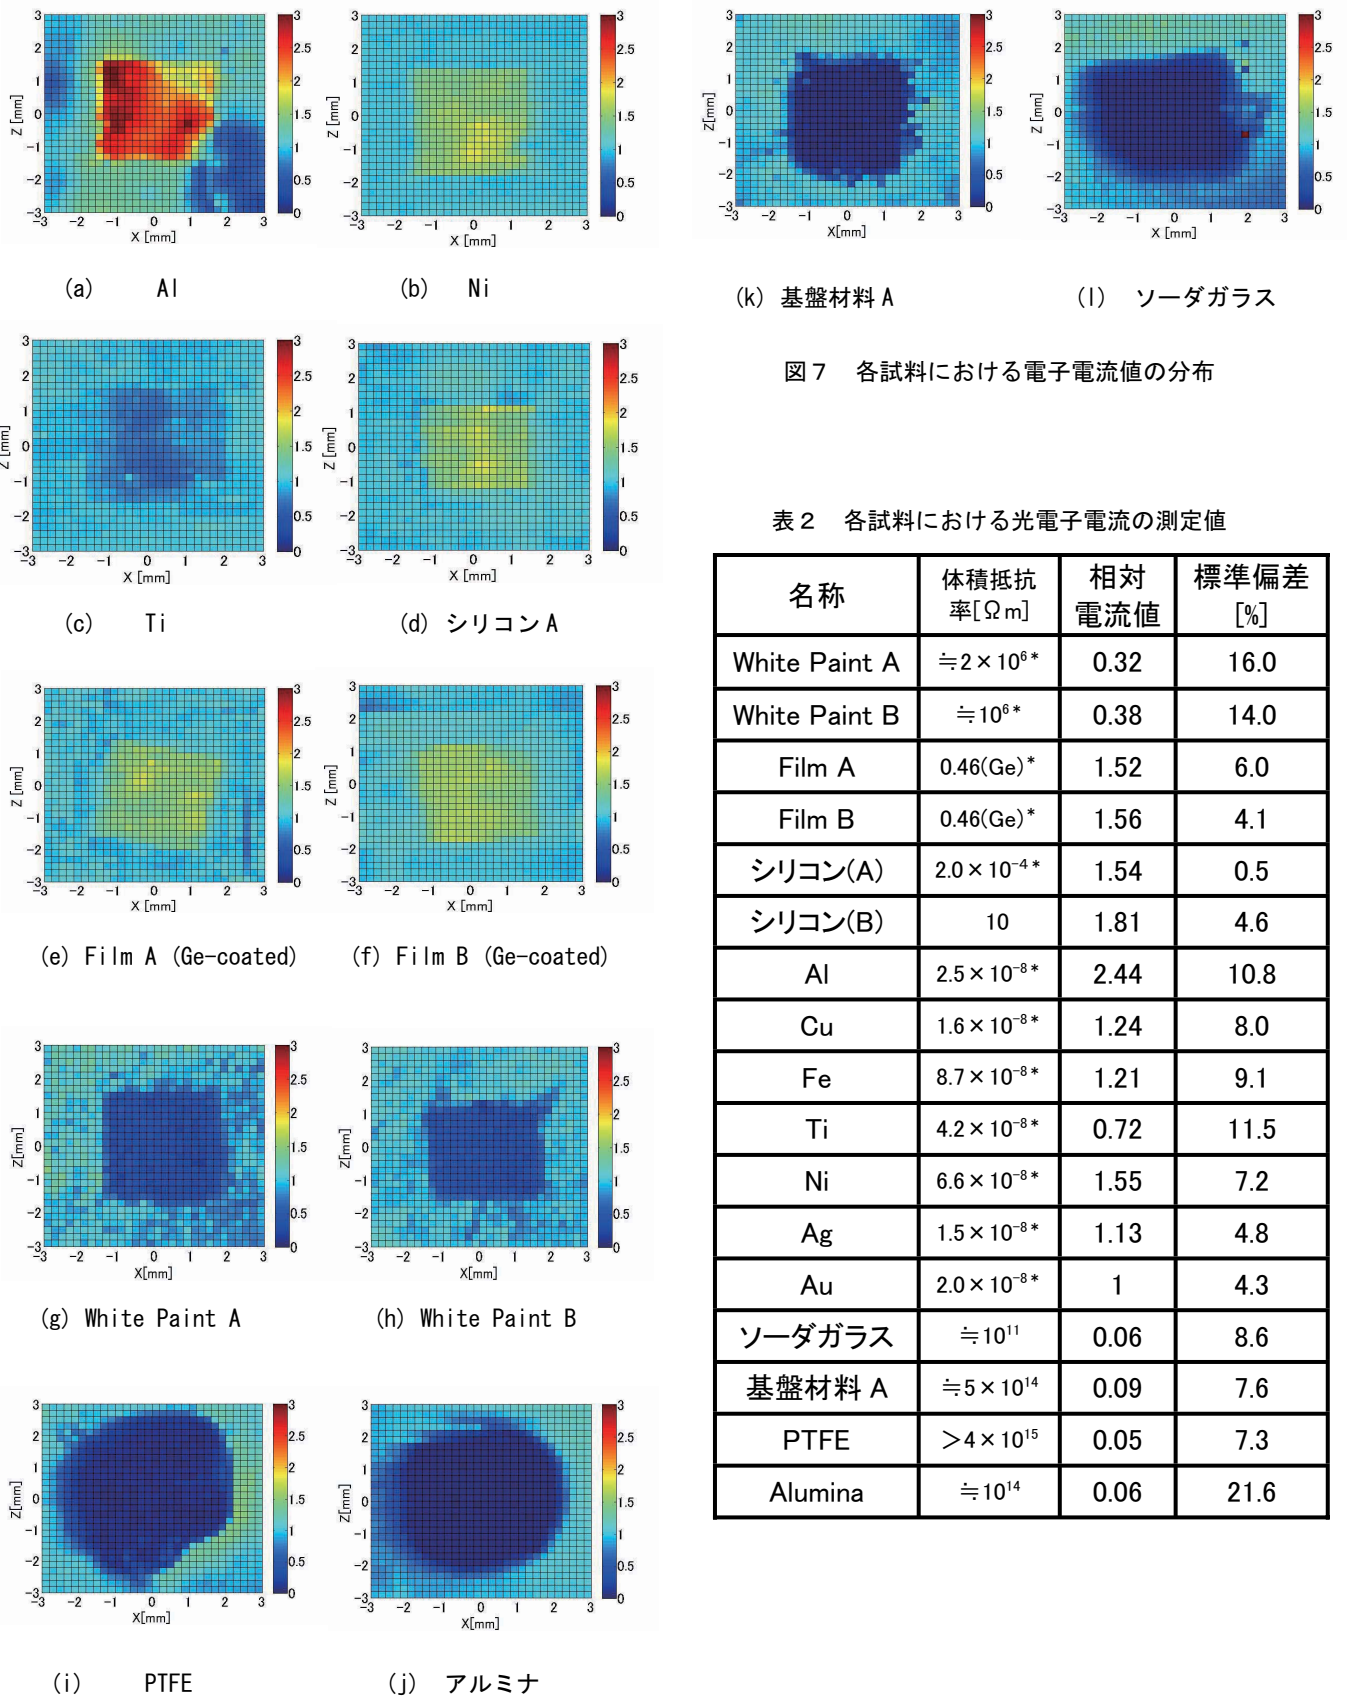 (a) Al
(b) Ni
(c) Ti
(d) シリコン A
(e) Film A (Ge-coated)
(f) Film B (Ge-coated)
(g) White Paint A
(h) White Paint B
(i) PTFE
(j) アルミナ
(k) 基盤材料 A
(l) ソーダガラス
図７ 各試料における電子電流値の分布
表２ 各試料における光電子電流の測定値
名称 体積抵抗率[Ωm] 相対電流値 標準偏差[%]
White Paint A ≒2×10⁶* 0.32 16.0
White Paint B ≒10⁶* 0.38 14.0
Film A 0.46(Ge)* 1.52 6.0
Film B 0.46(Ge)* 1.56 4.1
シリコン(A) 2.0×10⁻⁴* 1.54 0.5
シリコン(B) 10 1.81 4.6
Al 2.5×10⁻⁸* 2.44 10.8
Cu 1.6×10⁻⁸* 1.24 8.0
Fe 8.7×10⁻⁸* 1.21 9.1
Ti 4.2×10⁻⁸* 0.72 11.5
Ni 6.6×10⁻⁸* 1.55 7.2
Ag 1.5×10⁻⁸* 1.13 4.8
Au 2.0×10⁻⁸* 1 4.3
ソーダガラス ≒10¹¹ 0.06 8.6
基盤材料 A ≒5×10¹⁴ 0.09 7.6
PTFE ＞4×10¹⁵ 0.05 7.3
Alumina ≒10¹⁴ 0.06 21.6